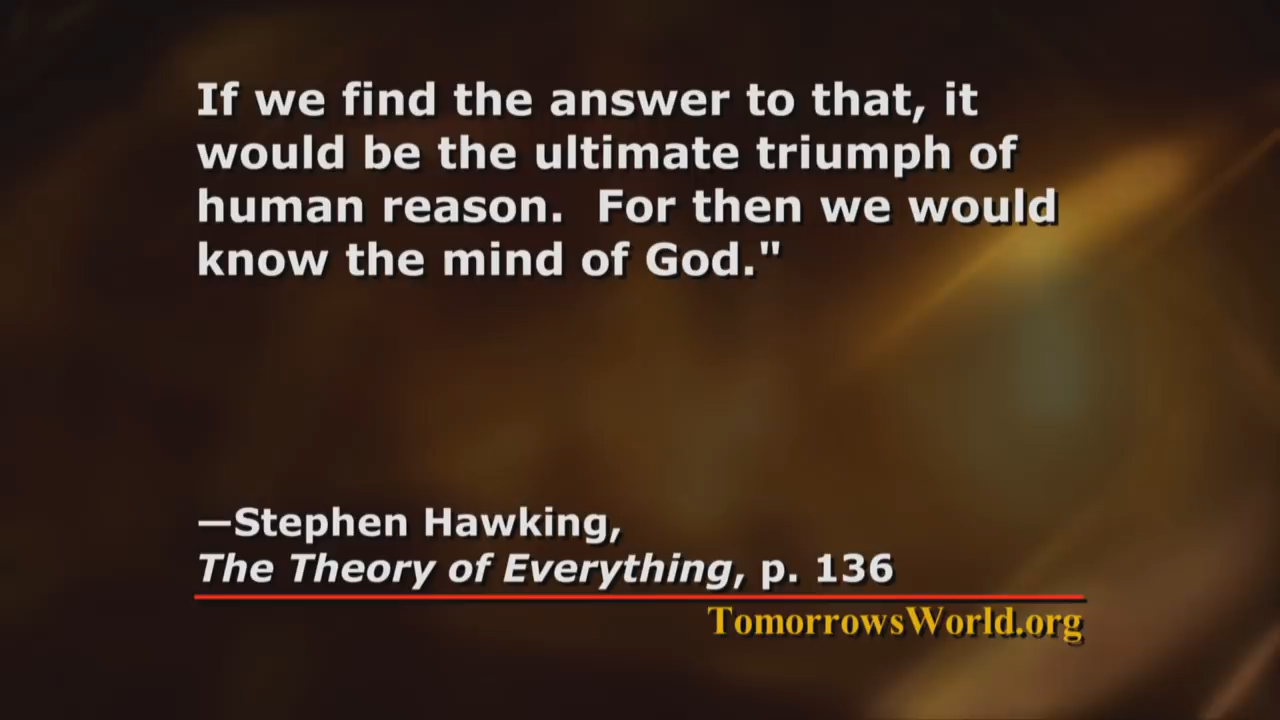 If we find the answer to that, it
would be the ultimate triumph of
human reason.  For then we would
know the mind of God."
—Stephen Hawking,
The Theory of Everything, p. 136
TomorrowsWorld.org